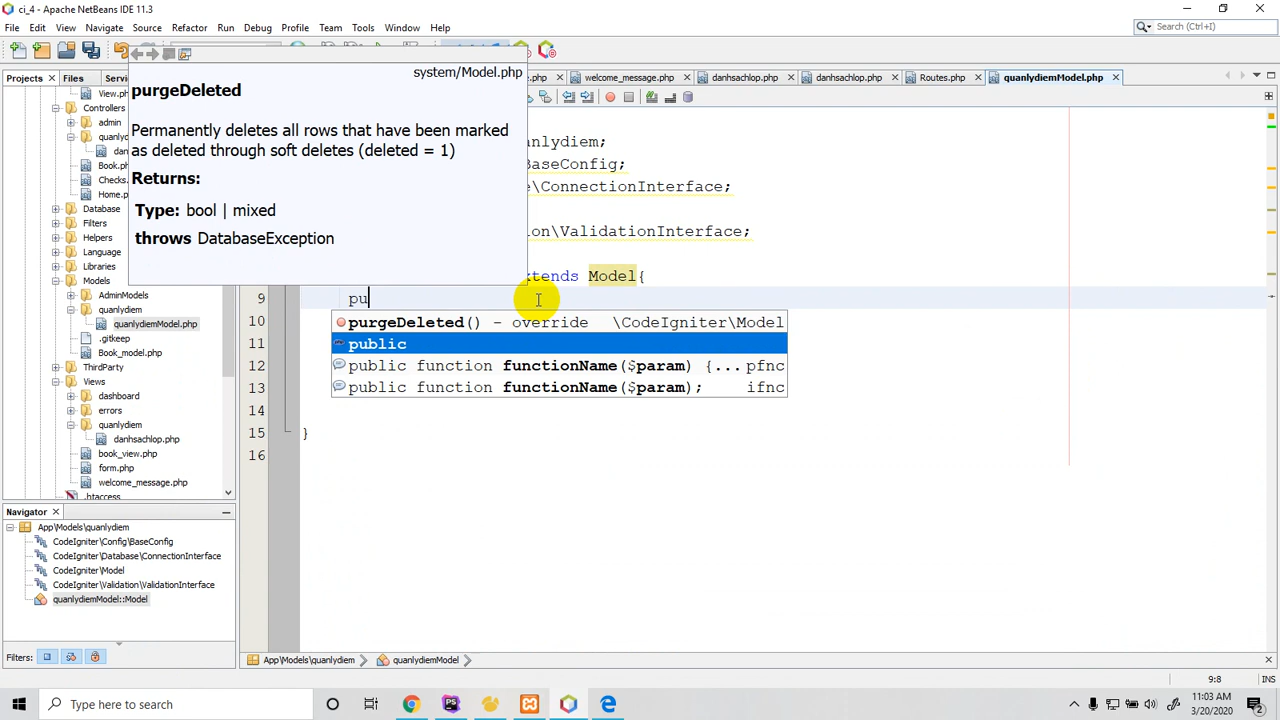 ci_4 - Apache NetBeans IDE 11.3
File Edit View Navigate Source Refactor Run Debug Profile Team Tools Window Help
Search (Ctrl+I)
Projects Files Servi
.php welcome_message.php danhsachlop.php danhsachlop.php Routes.php quanlydiemModel.php
View.php
Controllers
admin
quanly
dan
Book.p
Checks.
Home.p
Database
Filters
Helpers
Language
Libraries
Models
AdminModels
quanlydiem
quanlydiemModel.php
.gitkeep
Book_model.php
ThirdParty
Views
dashboard
errors
quanlydiem
danhsachlop.php
book_view.php
form.php
welcome_message.php
.htaccess
system/Model.php
purgeDeleted
Permanently deletes all rows that have been marked
as deleted through soft deletes (deleted = 1)
Returns:
Type: bool | mixed
throws DatabaseException
anlydiem;
BaseConfig;
e\ConnectionInterface;
on\ValidationInterface;
xtends Model{
9 pu
10
11
12
13
14
15 }
16
purgeDeleted() - override \CodeIgniter\Model
public
public function functionName($param) {... pfnc
public function functionName($param); ifnc
Navigator
App\Models\quanlydiem
CodeIgniter\Config\BaseConfig
CodeIgniter\Database\ConnectionInterface
CodeIgniter\Model
CodeIgniter\Validation\ValidationInterface
quanlydiemModel::Model
Filters:
App\Models\quanlydiem quanlydiemModel
9:8 INS
Type here to search
11:03 AM
3/20/2020
2